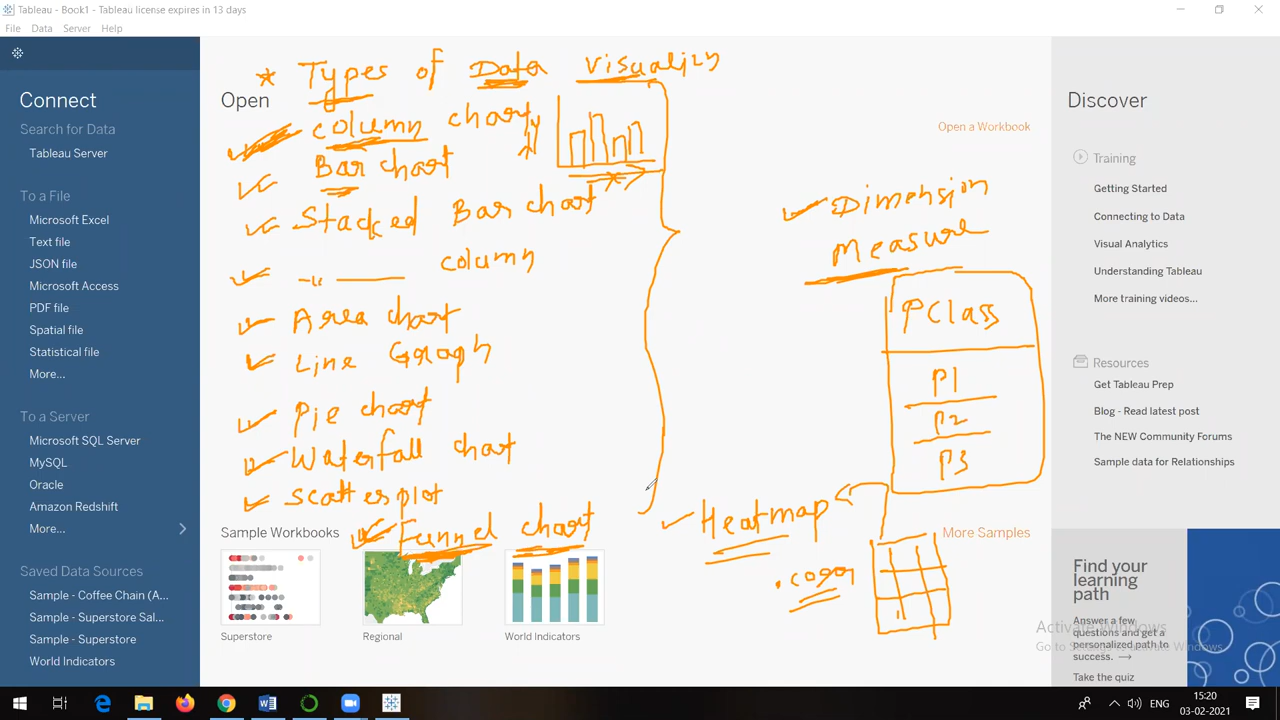 Tableau - Book1 - Tableau license expires in 13 days
File Data Server Help
Connect
Search for Data
Tableau Server
To a File
Microsoft Excel
Text file
JSON file
Microsoft Access
PDF file
Spatial file
Statistical file
More...
To a Server
Microsoft SQL Server
MySQL
Oracle
Amazon Redshift
More...
Saved Data Sources
Sample - Coffee Chain (A...
Sample - Superstore Sal...
Sample - Superstore
World Indicators
Open
Open a Workbook
* Types of Data
column chart
Bar chart
Stacked Bar chart
-u- column
Area chart
Line Graph
Pie chart
Waterfall chart
Scatterplot
Funnel chart
Dimension
Measure
PClass
P1
P2
P3
Heatmap
Sample Workbooks
More Samples
Superstore
Regional
World Indicators
Discover
Training
Getting Started
Connecting to Data
Visual Analytics
Understanding Tableau
More training videos...
Resources
Get Tableau Prep
Blog - Read latest post
The NEW Community Forums
Sample data for Relationships
Find your
learning
path
Answer a few
questions and get a
personalized path to
success. →
Take the quiz
Activate Windows
ENG
15:20
03-02-2021